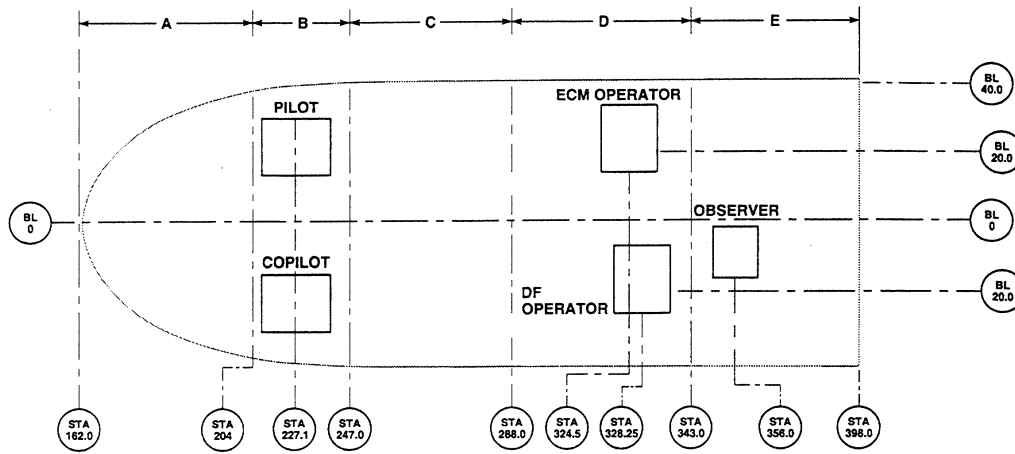 A B C D E
BL
40.0
PILOT
ECM OPERATOR
BL
20.0
BL
0
BL
0
OBSERVER
COPILOT
DF
OPERATOR
BL
20.0
STA
162.0
STA
204
STA
227.1
STA
247.0
STA
288.0
STA
324.5
STA
328.25
STA
343.0
STA
356.0
STA
398.0